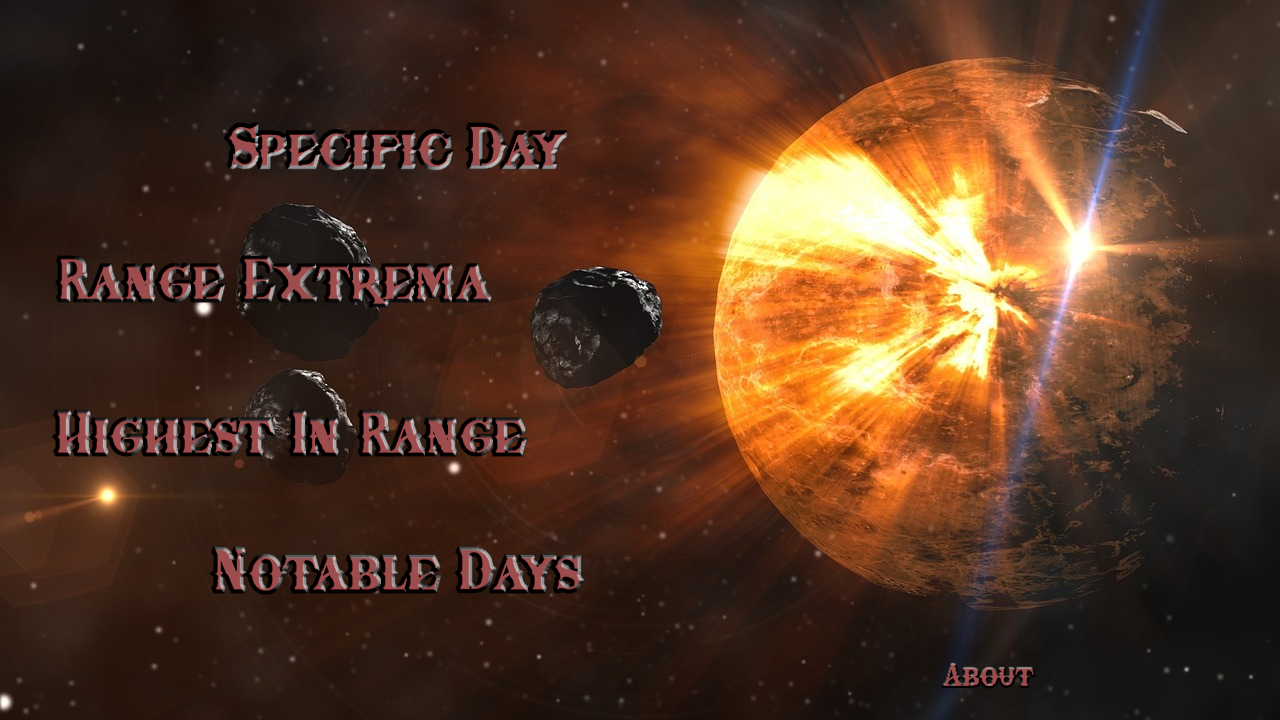 Specific Day
Range Extrema
Highest In Range
Notable Days
About